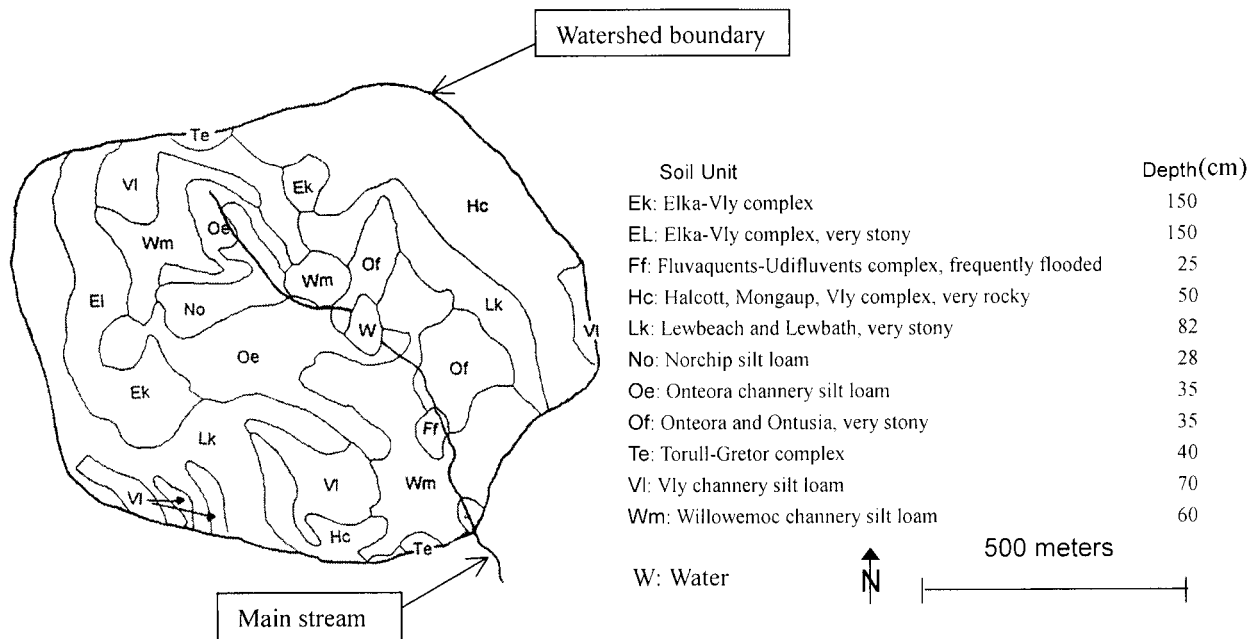 Watershed boundary
Te
Vl
Ek
Hc
Oe
Wm
Of
Wm
El
No
Lk
W
Vl
Oe
Of
Ek
Ff
Lk
Vl
Vl
Wm
Hc
Te
Main stream
Soil Unit Depth(cm)
Ek: Elka-Vly complex 150
EL: Elka-Vly complex, very stony 150
Ff: Fluvaquents-Udifluvents complex, frequently flooded 25
Hc: Halcott, Mongaup, Vly complex, very rocky 50
Lk: Lewbeach and Lewbath, very stony 82
No: Norchip silt loam 28
Oe: Onteora channery silt loam 35
Of: Onteora and Ontusia, very stony 35
Te: Torull-Gretor complex 40
Vl: Vly channery silt loam 70
Wm: Willowemoc channery silt loam 60
W: Water
N
500 meters